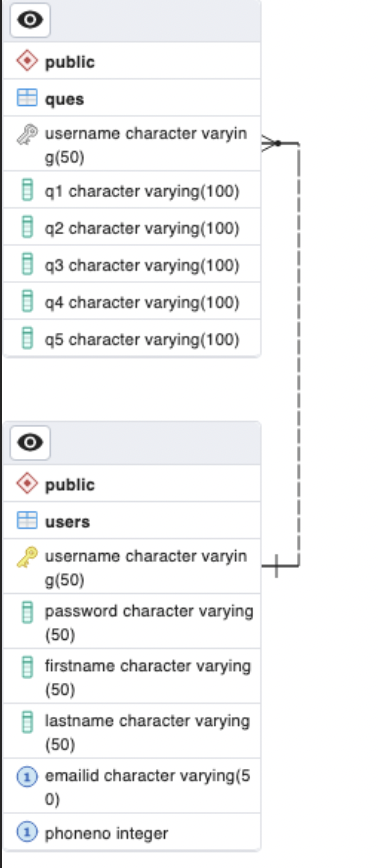 public
ques
username character varyin
g(50)
q1 character varying(100)
q2 character varying(100)
q3 character varying(100)
q4 character varying(100)
q5 character varying(100)
public
users
username character varyin
g(50)
password character varying
(50)
firstname character varying
(50)
lastname character varying
(50)
1 emailid character varying(5
0)
1 phoneno integer